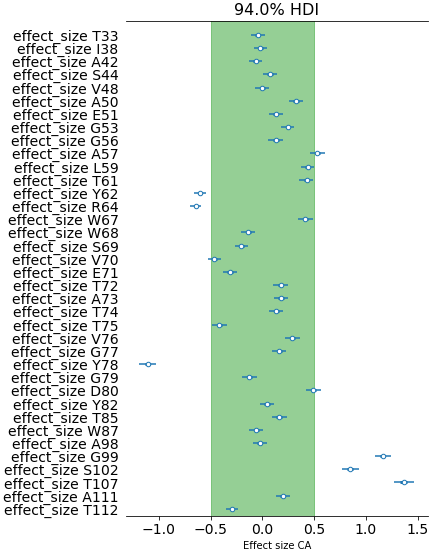 94.0% HDI
effect_size T33
effect_size I38
effect_size A42
effect_size S44
effect_size V48
effect_size A50
effect_size E51
effect_size G53
effect_size G56
effect_size A57
effect_size L59
effect_size T61
effect_size Y62
effect_size R64
effect_size W67
effect_size W68
effect_size S69
effect_size V70
effect_size E71
effect_size T72
effect_size A73
effect_size T74
effect_size T75
effect_size V76
effect_size G77
effect_size Y78
effect_size G79
effect_size D80
effect_size Y82
effect_size T85
effect_size W87
effect_size A98
effect_size G99
effect_size S102
effect_size T107
effect_size A111
effect_size T112
−1.0 −0.5 0.0 0.5 1.0 1.5
Effect size CA